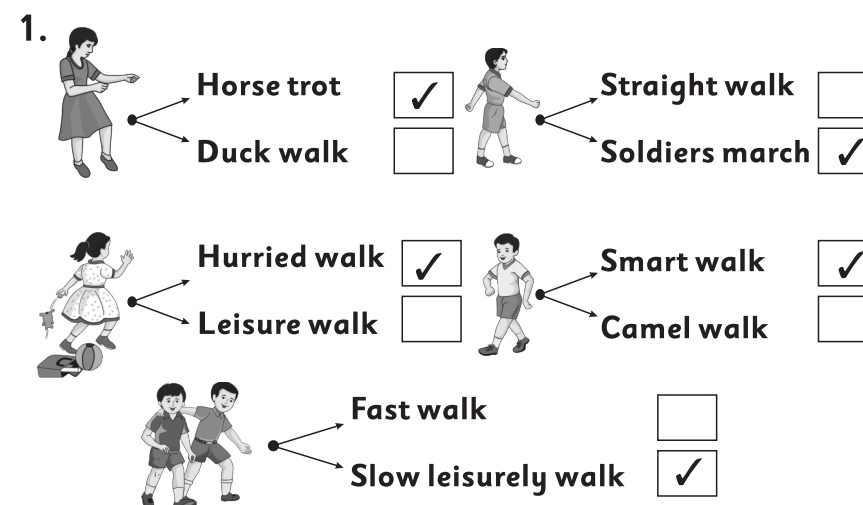 1.
Horse trot ✓
Duck walk
Straight walk
Soldiers march ✓
Hurried walk ✓
Leisure walk
Smart walk ✓
Camel walk
Fast walk
Slow leisurely walk ✓